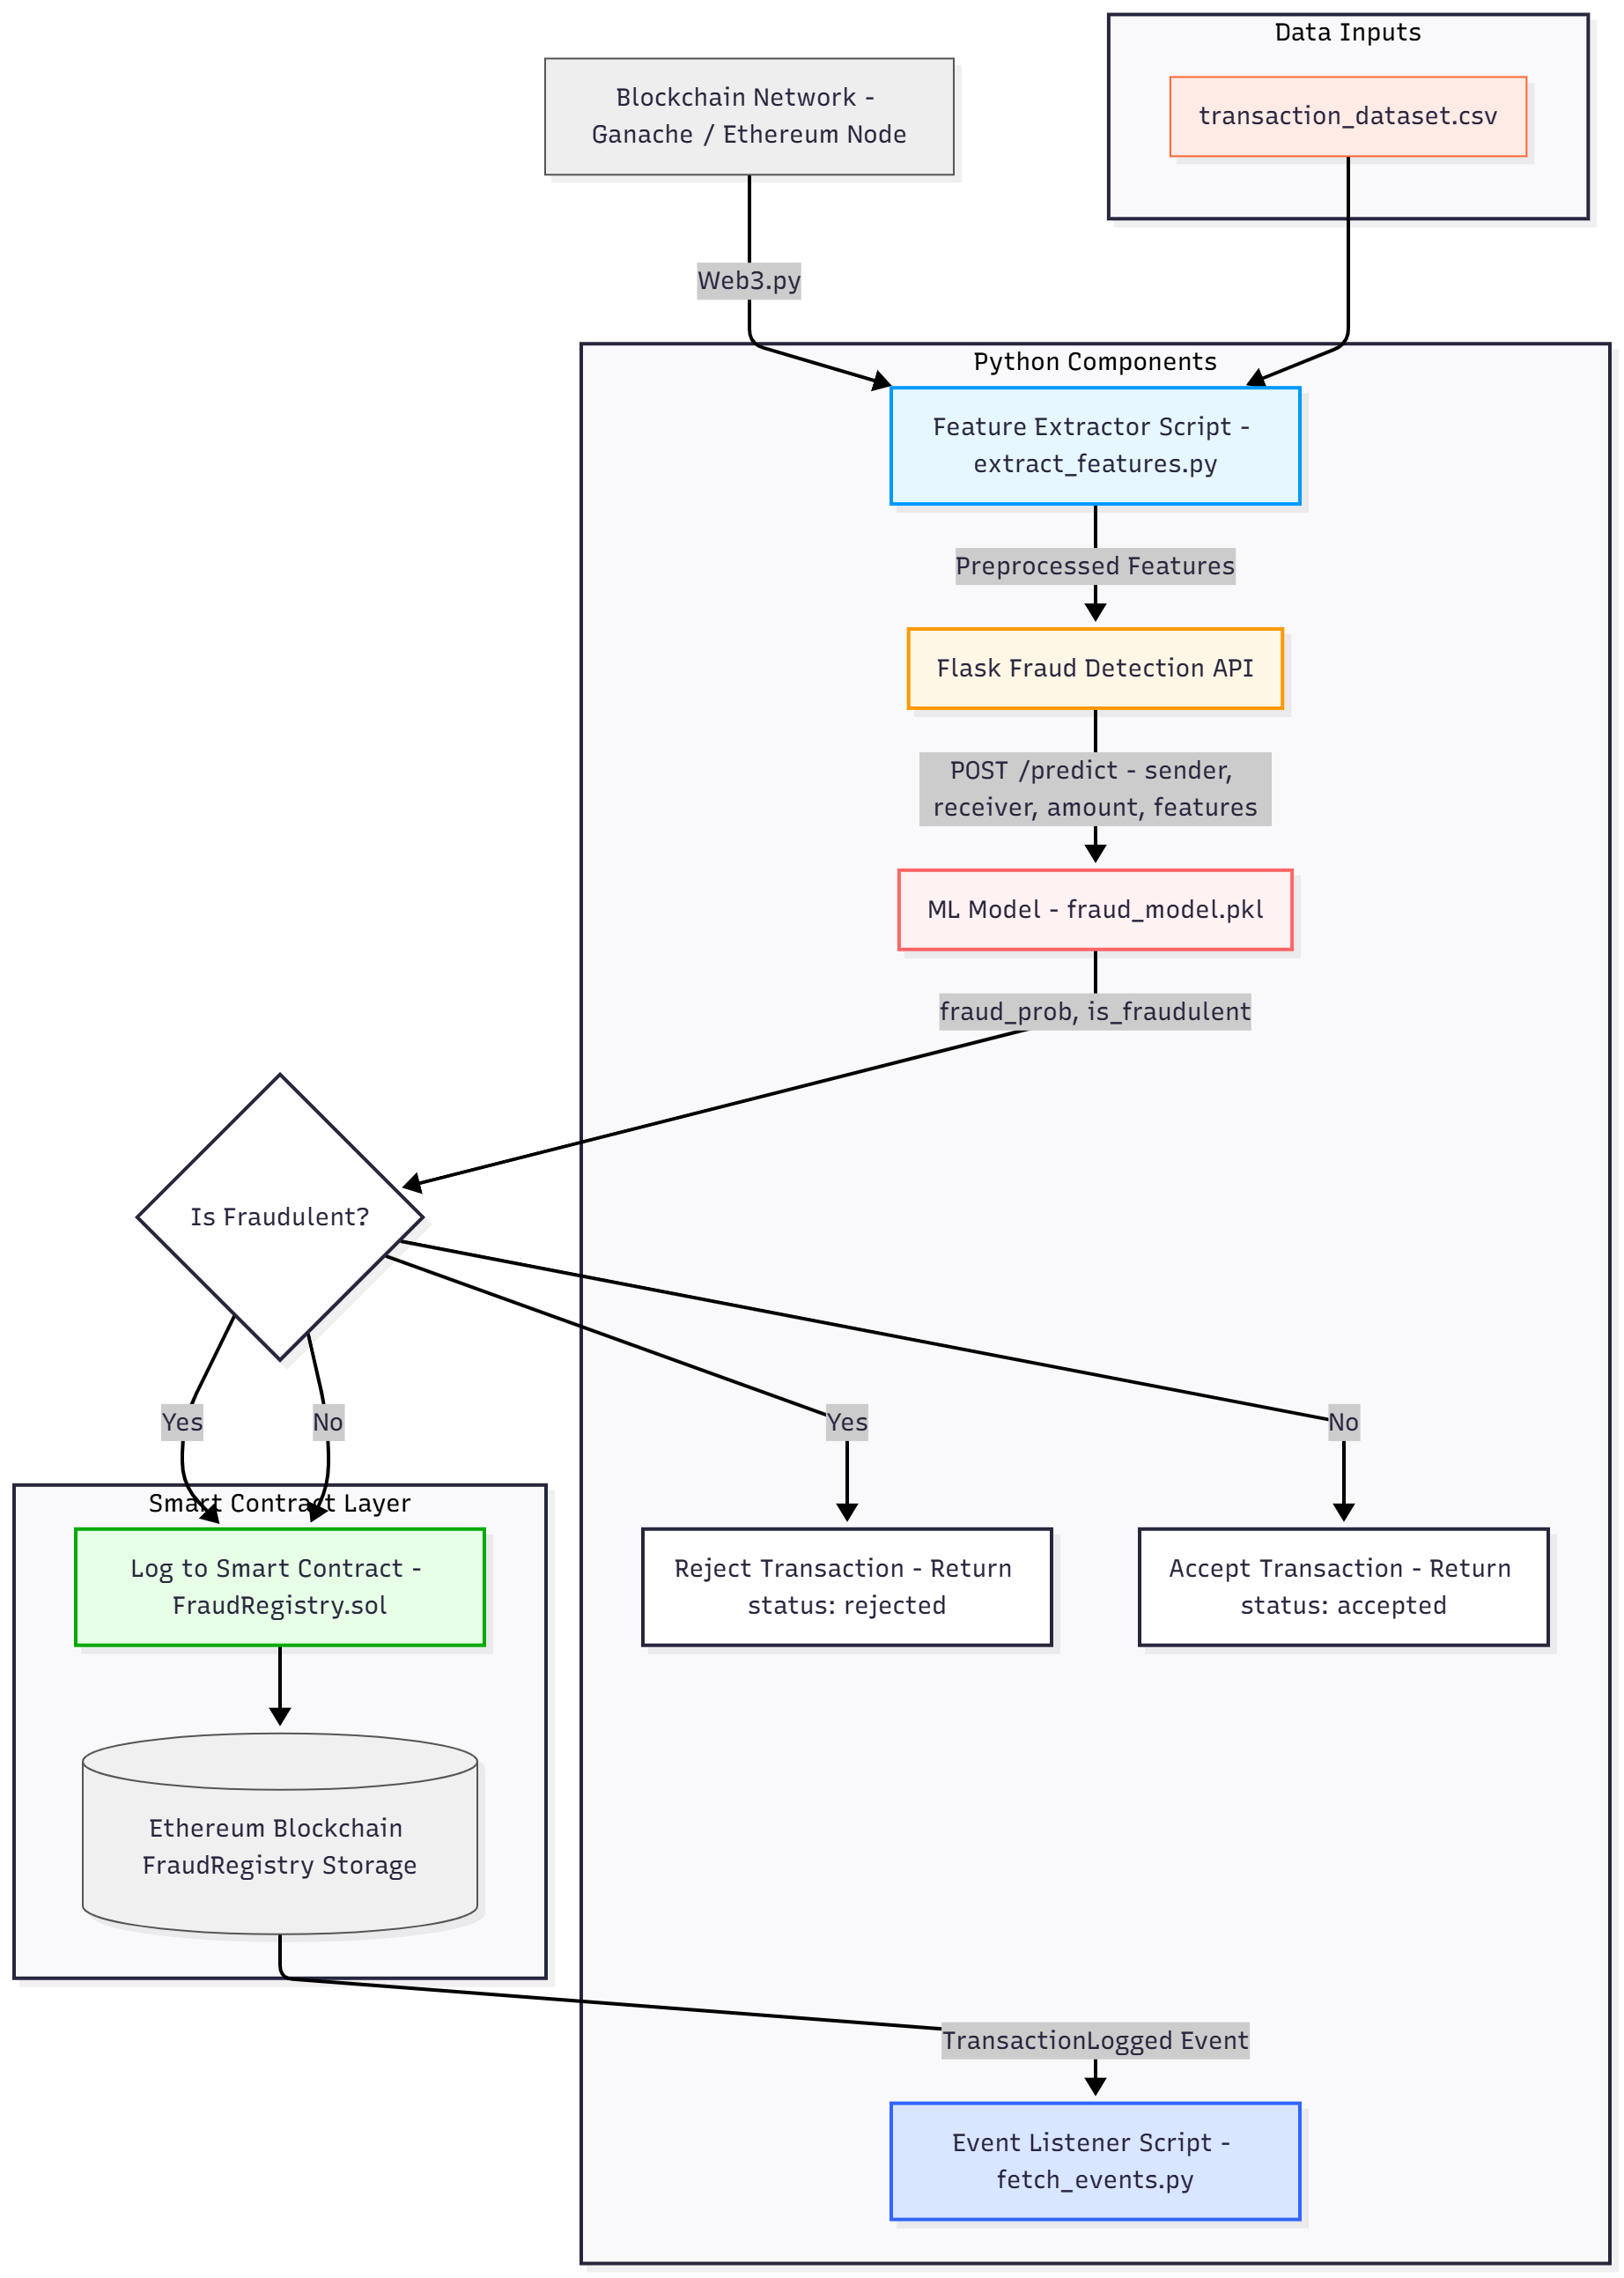 Data Inputs
transaction_dataset.csv
Blockchain Network -
Ganache / Ethereum Node
Web3.py
Python Components
Feature Extractor Script -
extract_features.py
Preprocessed Features
Flask Fraud Detection API
POST /predict - sender,
receiver, amount, features
ML Model - fraud_model.pkl
fraud_prob, is_fraudulent
Is Fraudulent?
Yes
No
Yes
No
Smart Contract Layer
Log to Smart Contract -
FraudRegistry.sol
Reject Transaction - Return
status: rejected
Accept Transaction - Return
status: accepted
Ethereum Blockchain
FraudRegistry Storage
TransactionLogged Event
Event Listener Script -
fetch_events.py